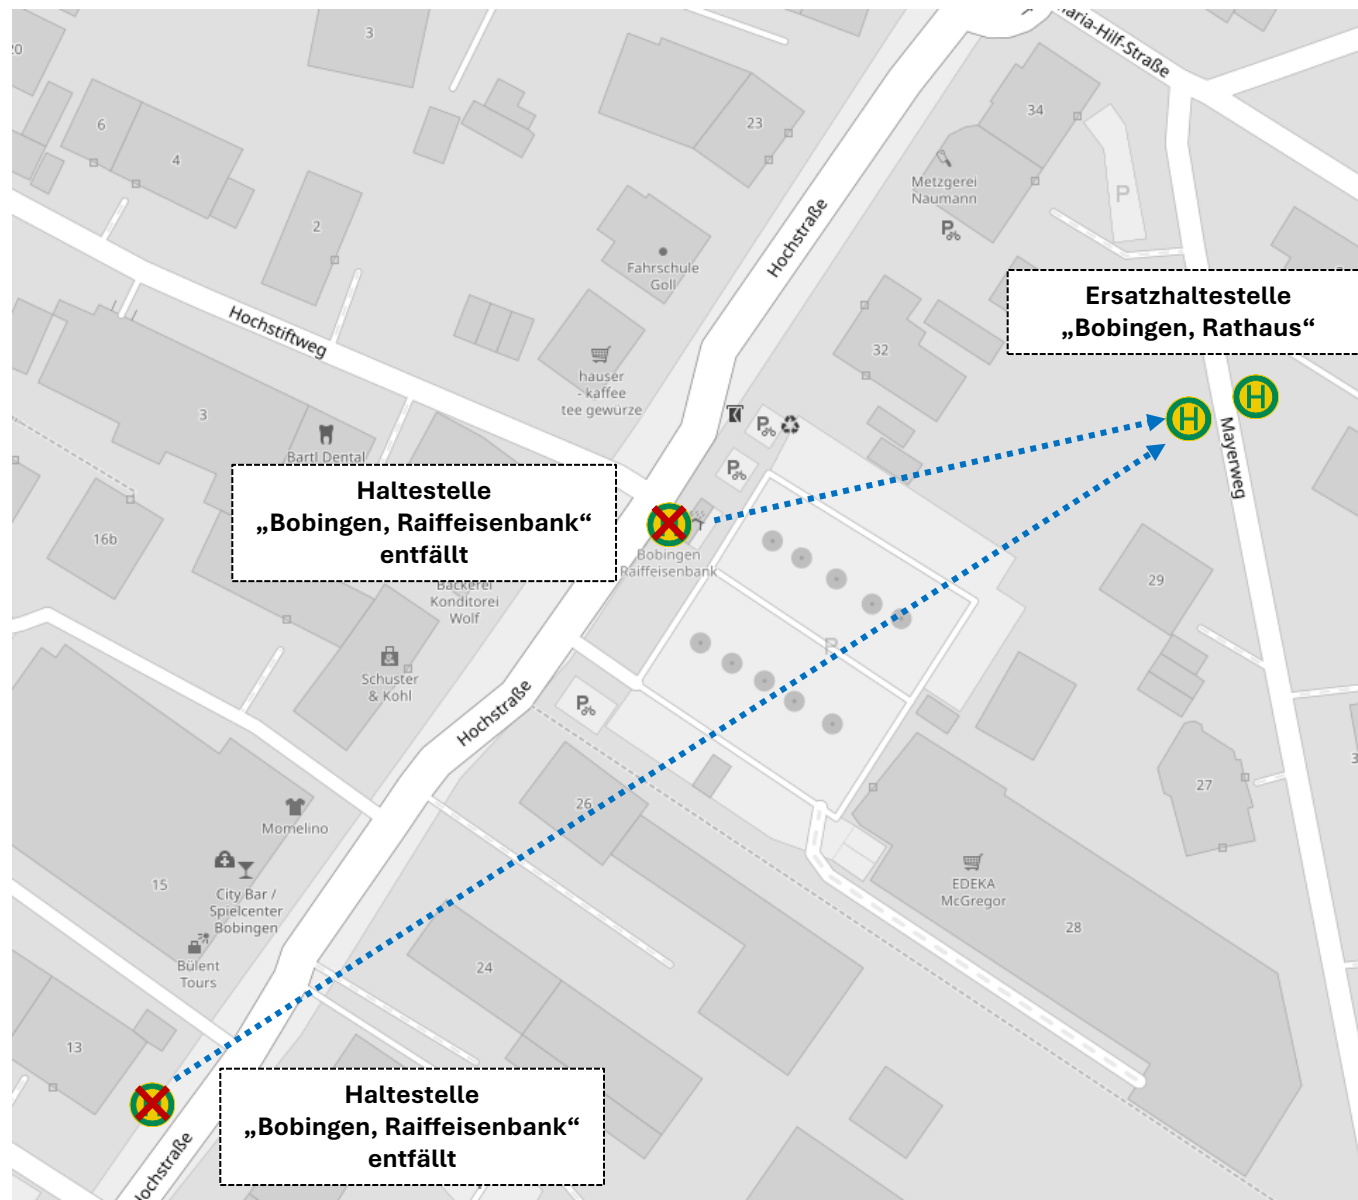 3
20
6
4
2
23
34
Maria-Hilf-Straße
Metzgerei
Naumann
P
P
Hochstraße
Fahrschule
Goll
Hochstiftweg
Ersatzhaltestelle
„Bobingen, Rathaus“
32
hauser
- kaffee
tee gewürze
3
Bartl Dental
P
P
H
H
Mayerweg
Haltestelle
„Bobingen, Raiffeisenbank“
entfällt
16b
Bobingen
Raiffeisenbank
Bäckerei
Konditorei
Wolf
29
P
Schuster
& Kohl
Hochstraße
P
26
27
3
Momelino
15
City Bar /
Spielcenter
Bobingen
EDEKA
McGregor
28
Bülent
Tours
24
13
Haltestelle
„Bobingen, Raiffeisenbank“
entfällt
Hochstraße